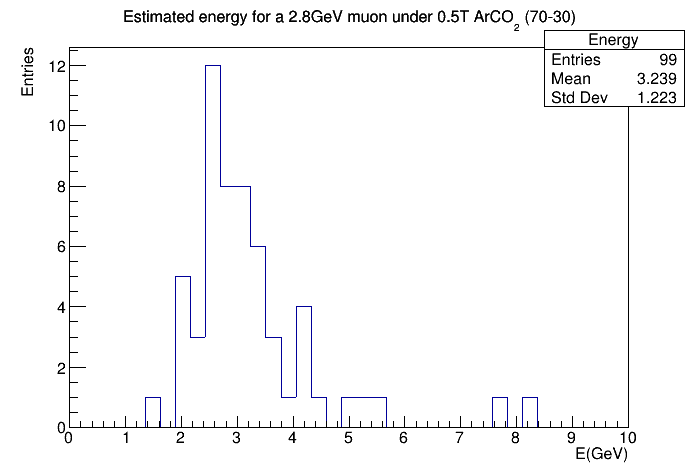 Estimated energy for a 2.8GeV muon under 0.5T ArCO2 (70-30)
Energy
Entries 99
Mean 3.239
Std Dev 1.223
Entries
12
10
8
6
4
2
0
0 1 2 3 4 5 6 7 8 9 10
E(GeV)